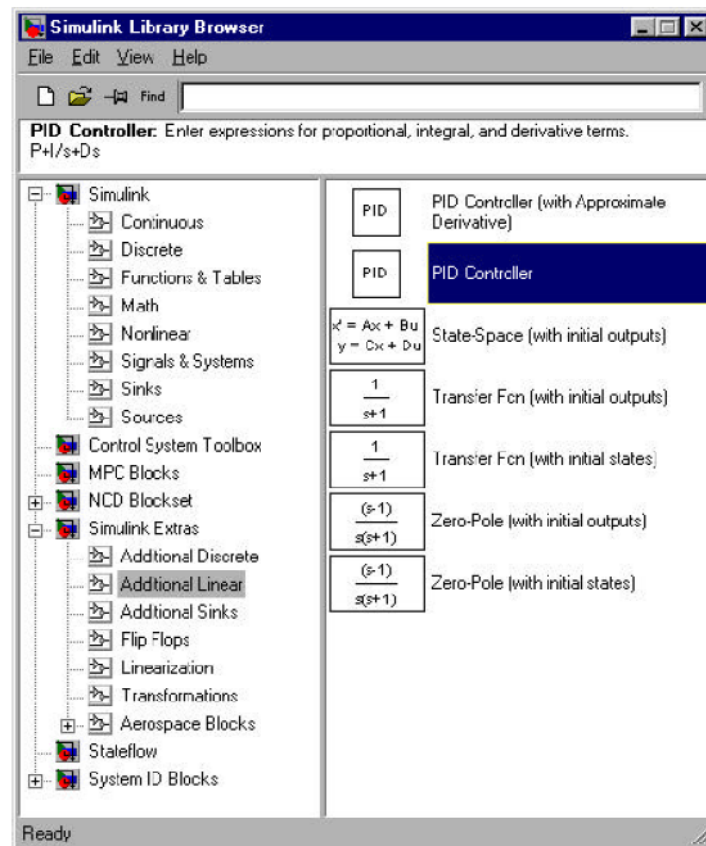 Simulink Library Browser
File Edit View Help
Find
PID Controller: Enter expressions for proportional, integral, and derivative terms.
P+I/s+Ds
Simulink
Continuous
Discrete
Functions & Tables
Math
Nonlinear
Signals & Systems
Sinks
Sources
Control System Toolbox
MPC Blocks
NCD Blockset
Simulink Extras
Addtional Discrete
Addtional Linear
Addtional Sinks
Flip Flops
Linearization
Transformations
Aerospace Blocks
Stateflow
System ID Blocks
PID
PID Controller (with Approximate
Derivative)
PID
PID Controller
x' = Ax + Bu
y = Cx + Du
State-Space (with initial outputs)
1
s+1
Transfer Fcn (with initial outputs)
1
s+1
Transfer Fcn (with initial states)
(s-1)
s(s+1)
Zero-Pole (with initial outputs)
(s-1)
s(s+1)
Zero-Pole (with initial states)
Ready